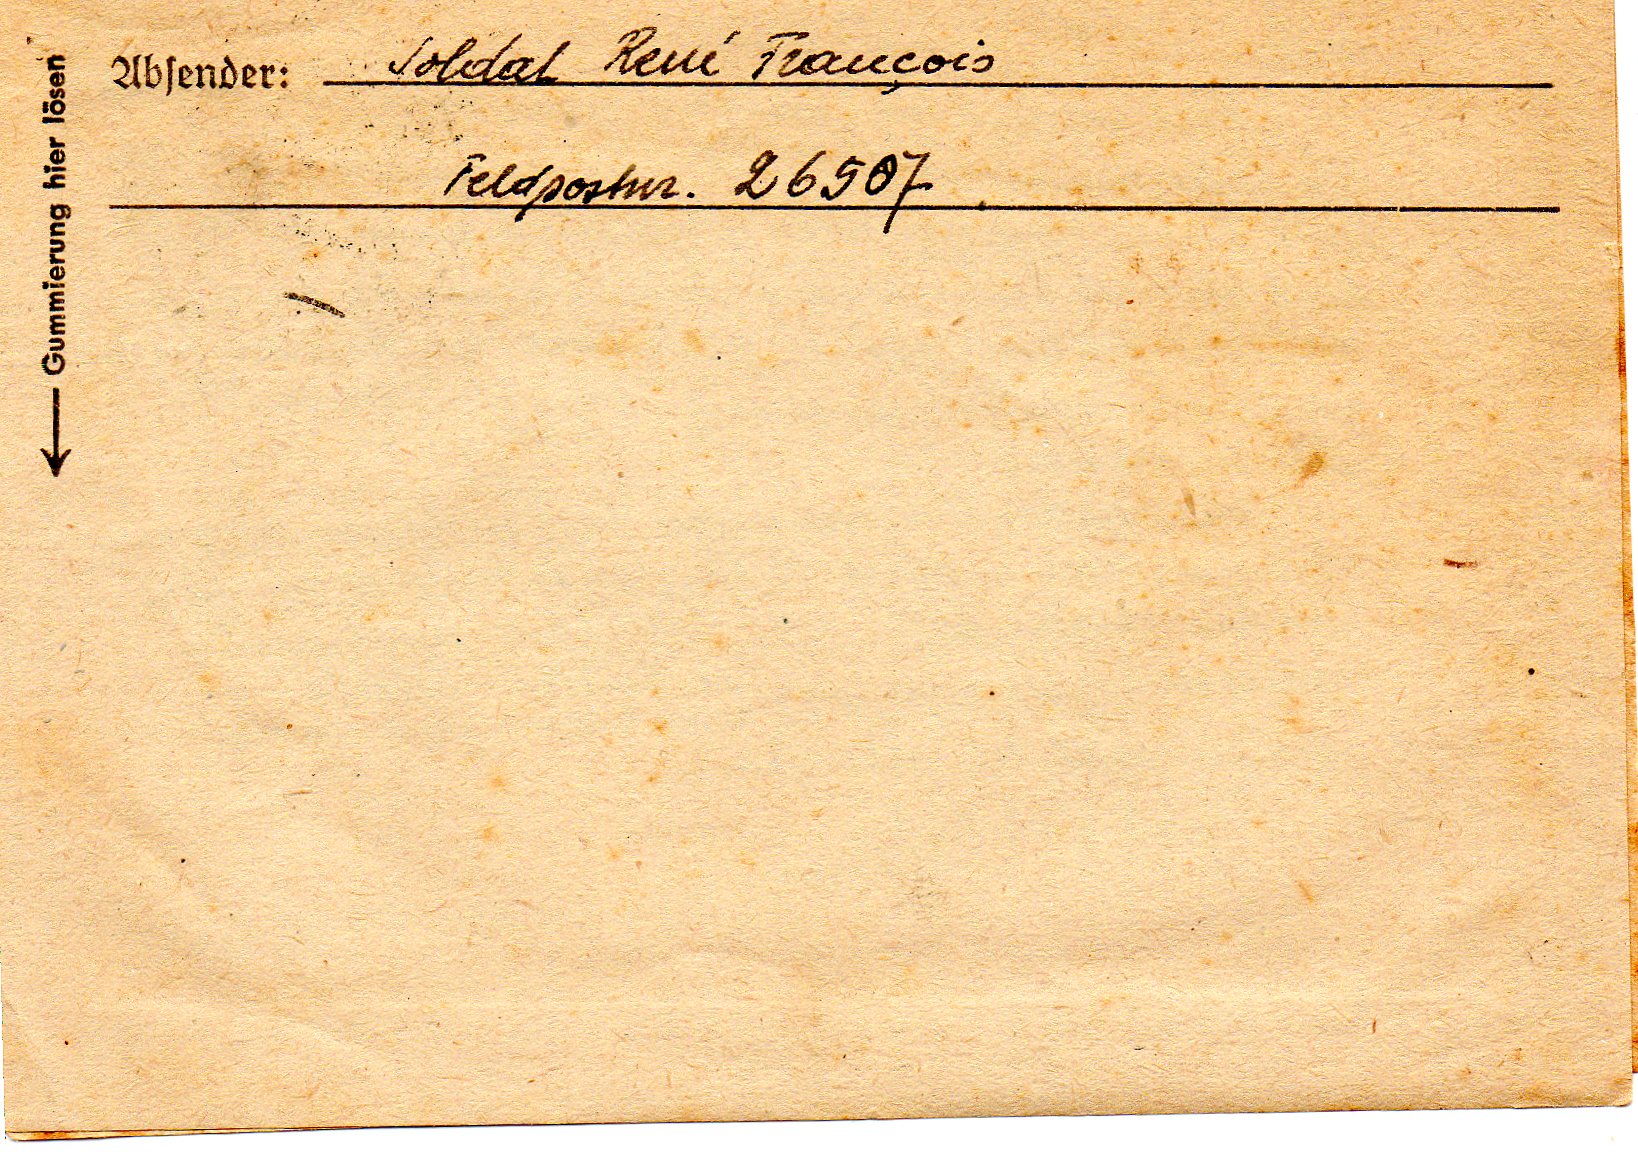 Absender: Soldat René François
Feldpostnr. 26507
Gummierung hier lösen